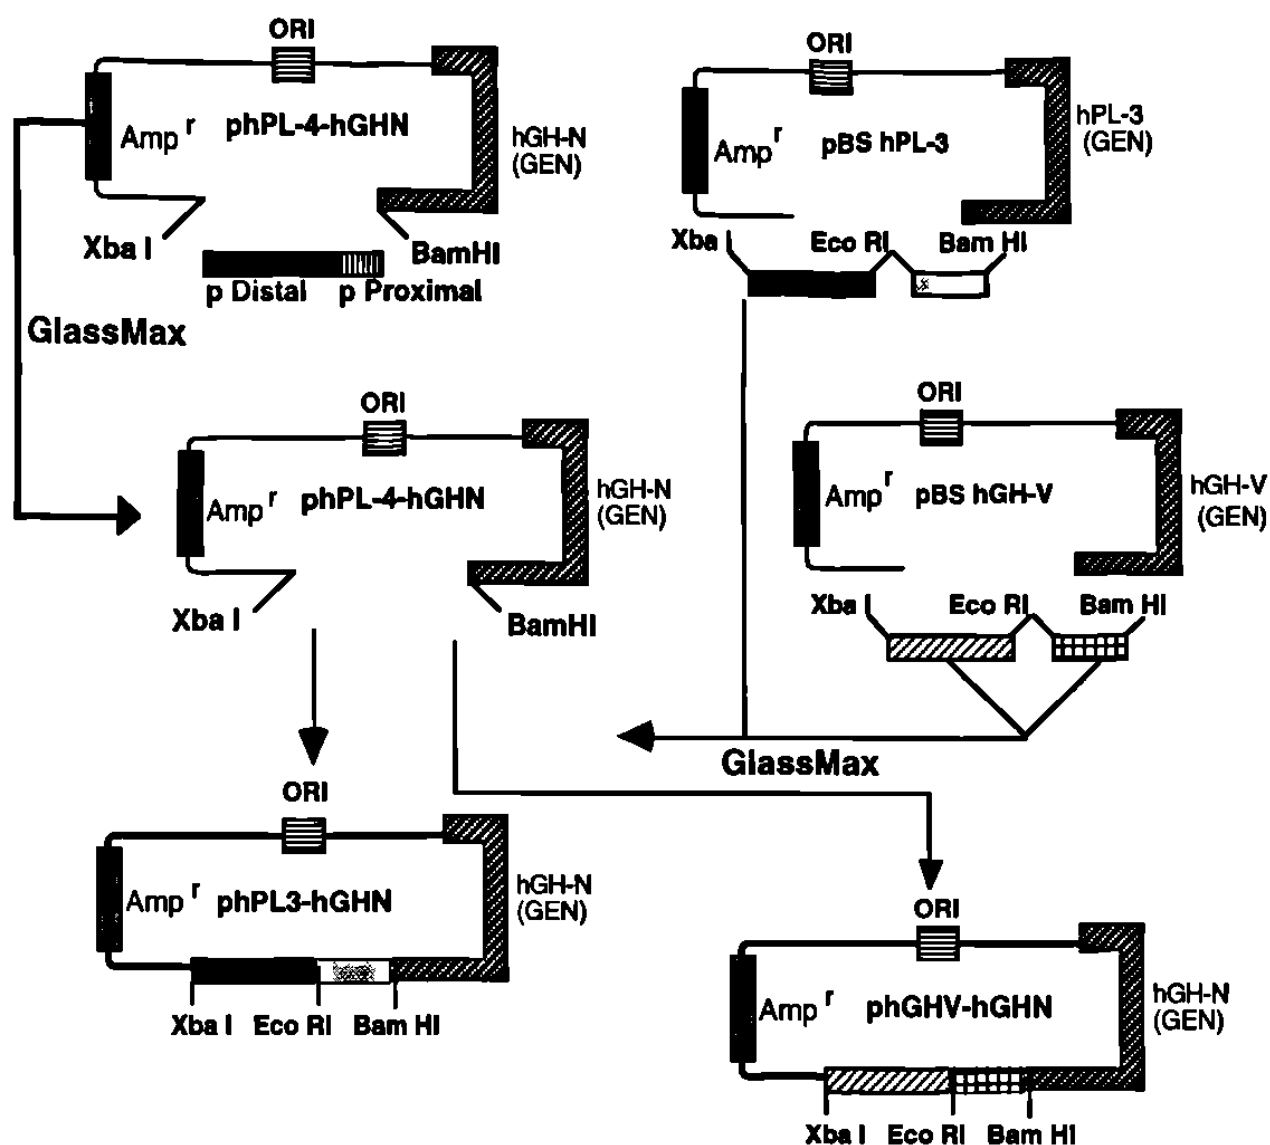 ORI
Amp r
phPL-4-hGHN
hGH-N
(GEN)
Xba I
BamHI
p Distal
p Proximal
GlassMax
ORI
Amp r
pBS hPL-3
hPL-3
(GEN)
Xba I
Eco RI
Bam HI
ORI
Amp r
phPL-4-hGHN
hGH-N
(GEN)
Xba I
BamHI
ORI
Amp r
pBS hGH-V
hGH-V
(GEN)
Xba I
Eco RI
Bam HI
GlassMax
ORI
Amp r
phPL3-hGHN
hGH-N
(GEN)
Xba I
Eco RI
Bam HI
ORI
Amp r
phGHV-hGHN
hGH-N
(GEN)
Xba I
Eco RI
Bam HI